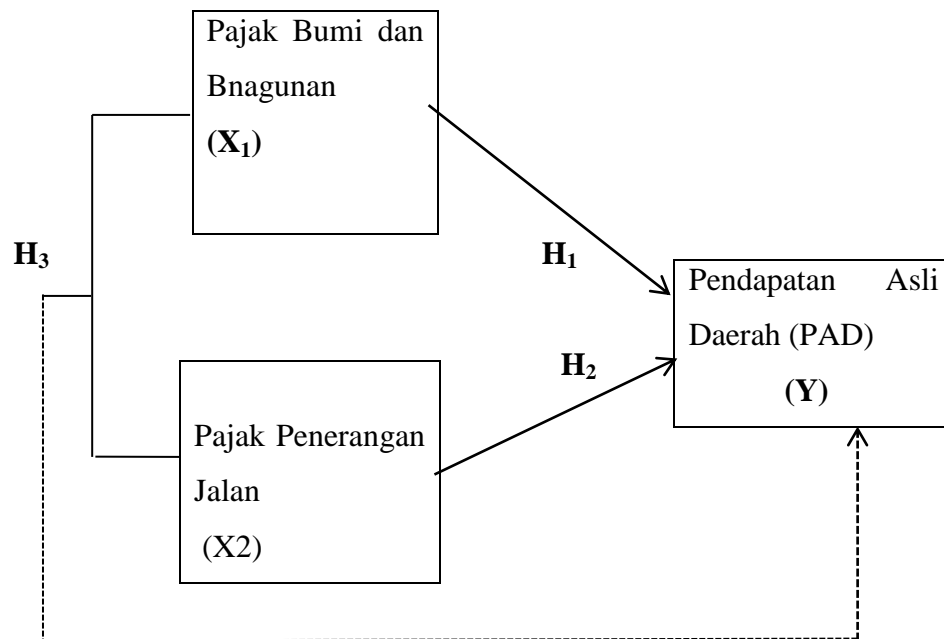 Pajak Bumi dan
Bnagunan
(X₁)
H₃
H₁
Pendapatan Asli
Daerah (PAD)
(Y)
H₂
Pajak Penerangan
Jalan
(X2)